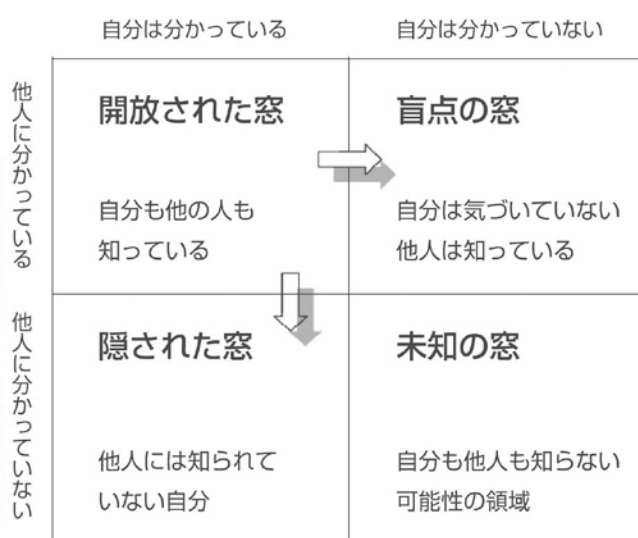 自分は分かっている
自分は分かっていない
他人に分かっている
開放された窓
盲点の窓
自分も他の人も
知っている
自分は気づいていない
他人は知っている
他人に分かっていない
隠された窓
未知の窓
他人には知られて
いない自分
自分も他人も知らない
可能性の領域